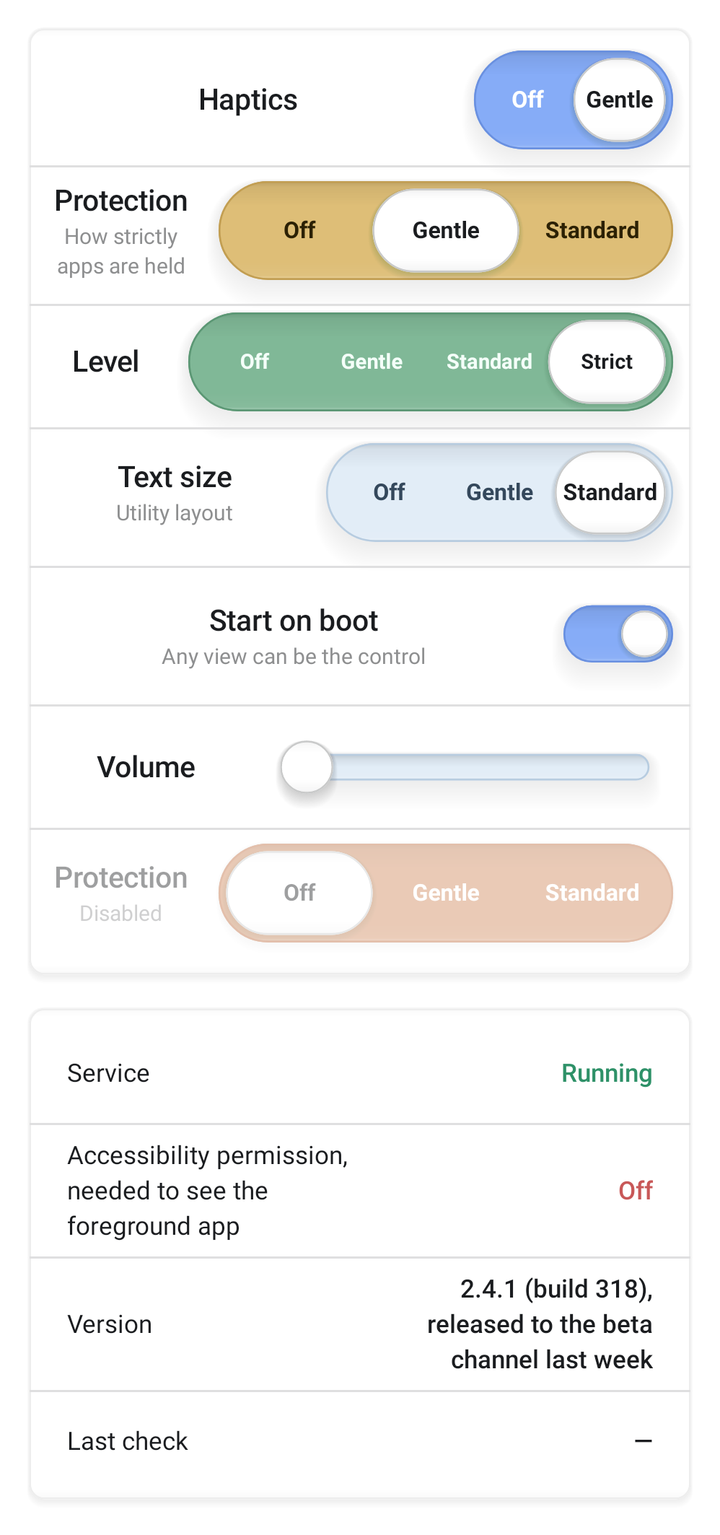 Haptics
Off Gentle
Protection
How strictly
apps are held
Off Gentle Standard
Level
Off Gentle Standard Strict
Text size
Utility layout
Off Gentle Standard
Start on boot
Any view can be the control
Volume
Protection
Disabled
Off Gentle Standard
Service
Running
Accessibility permission,
needed to see the
foreground app
Off
Version
2.4.1 (build 318),
released to the beta
channel last week
Last check
–